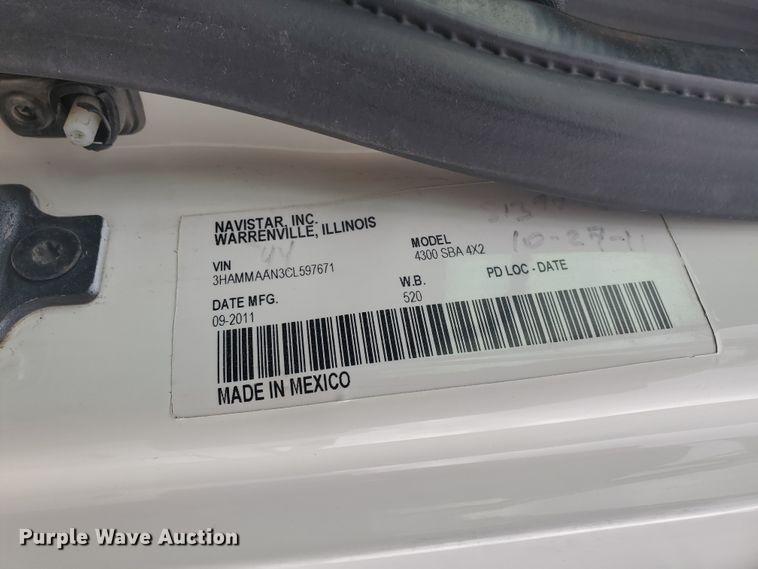 NAVISTAR, INC.
WARRENVILLE, ILLINOIS
VIN 44
3HAMMAAN3CL597671
MODEL
4300 SBA 4X2
10-27-11
DATE MFG.
09-2011
W.B.
520
PD LOC - DATE
MADE IN MEXICO
Purple Wave Auction